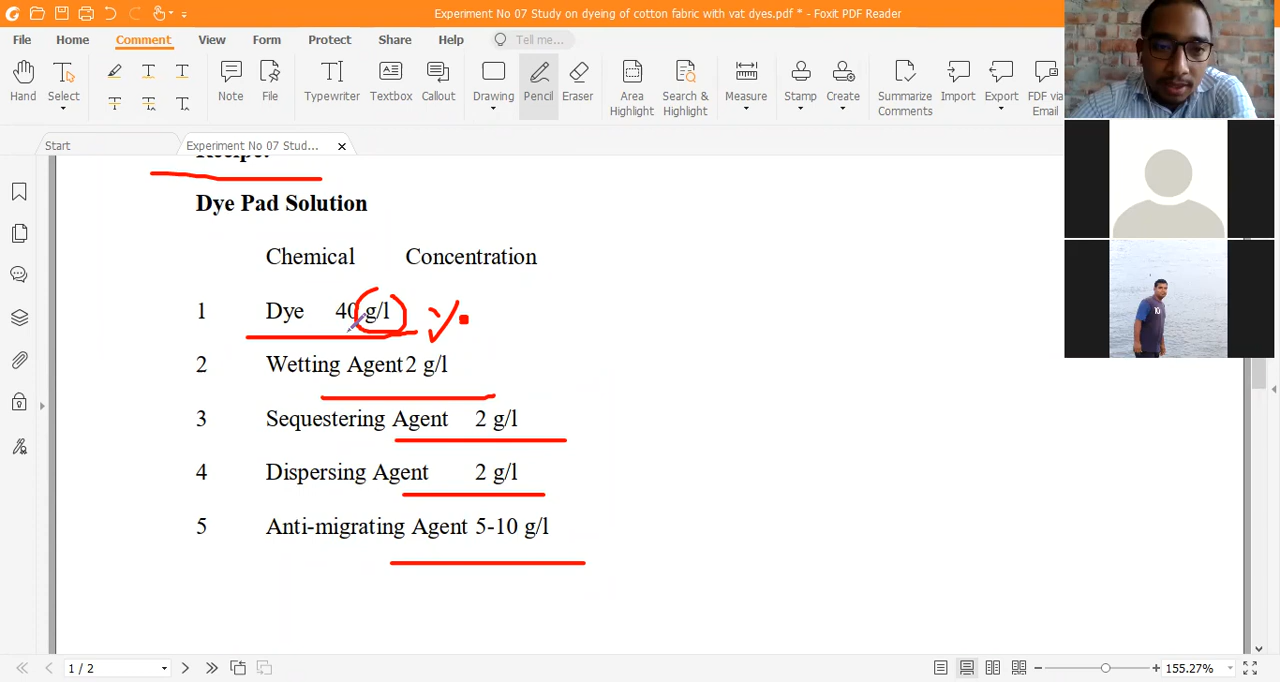 Experiment No 07 Study on dyeing of cotton fabric with vat dyes.pdf * - Foxit PDF Reader
File Home Comment View Form Protect Share Help Tell me...
Hand Select Note File Typewriter Textbox Callout Drawing Pencil Eraser Area Highlight Search & Highlight Measure Stamp Create Summarize Comments Import Export FDF via Email
Start Experiment No 07 Stud...
Recipe:
Dye Pad Solution
Chemical Concentration
1 Dye 40 g/l %
2 Wetting Agent 2 g/l
3 Sequestering Agent 2 g/l
4 Dispersing Agent 2 g/l
5 Anti-migrating Agent 5-10 g/l
10
1 / 2 155.27%